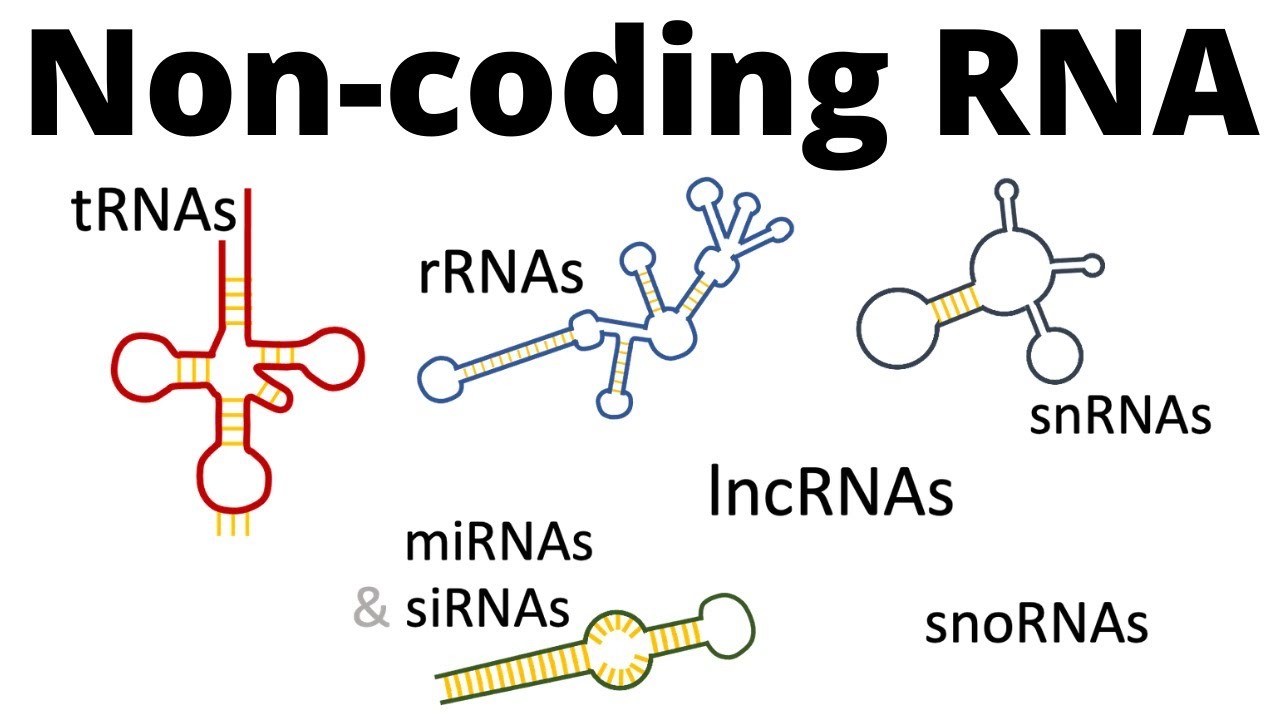 Non-coding RNA
tRNAs
rRNAs
snRNAs
lncRNAs
miRNAs
& siRNAs
snoRNAs